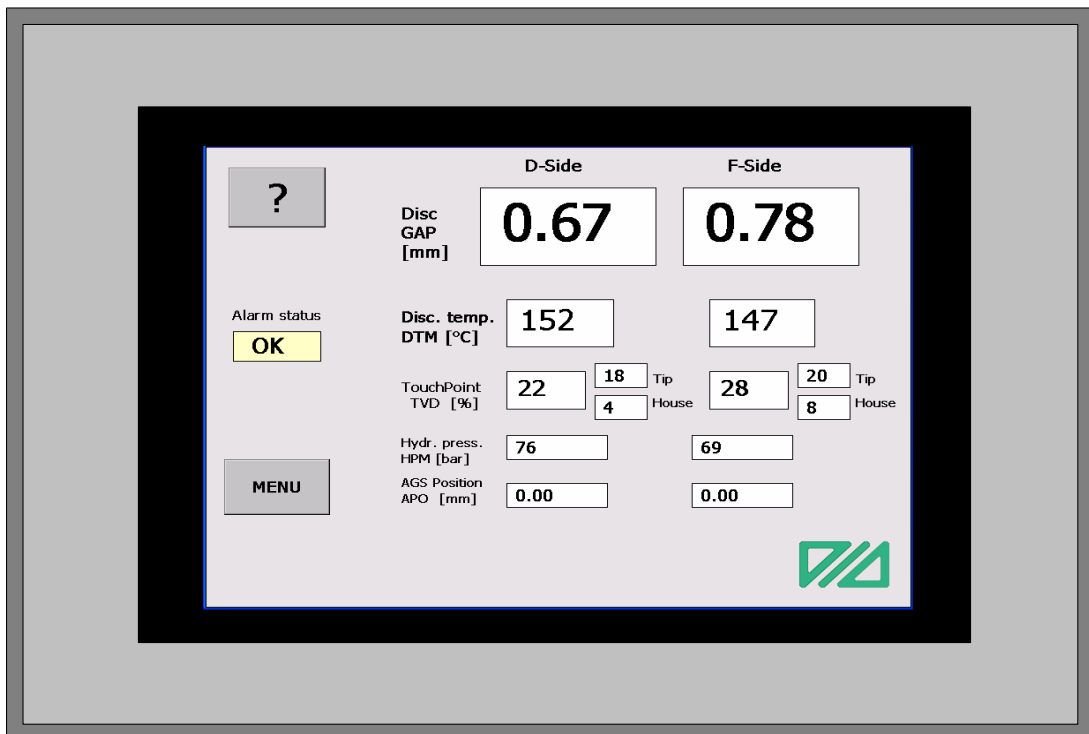 D-Side F-Side
?
Disc
GAP
[mm]
0.67 0.78
Alarm status
OK
Disc. temp.
DTM [°C]
152 147
TouchPoint
TVD [%]
22 18 Tip 28 20 Tip
4 House 8 House
Hydr. press.
HPM [bar]
76 69
MENU
AGS Position
APO [mm]
0.00 0.00